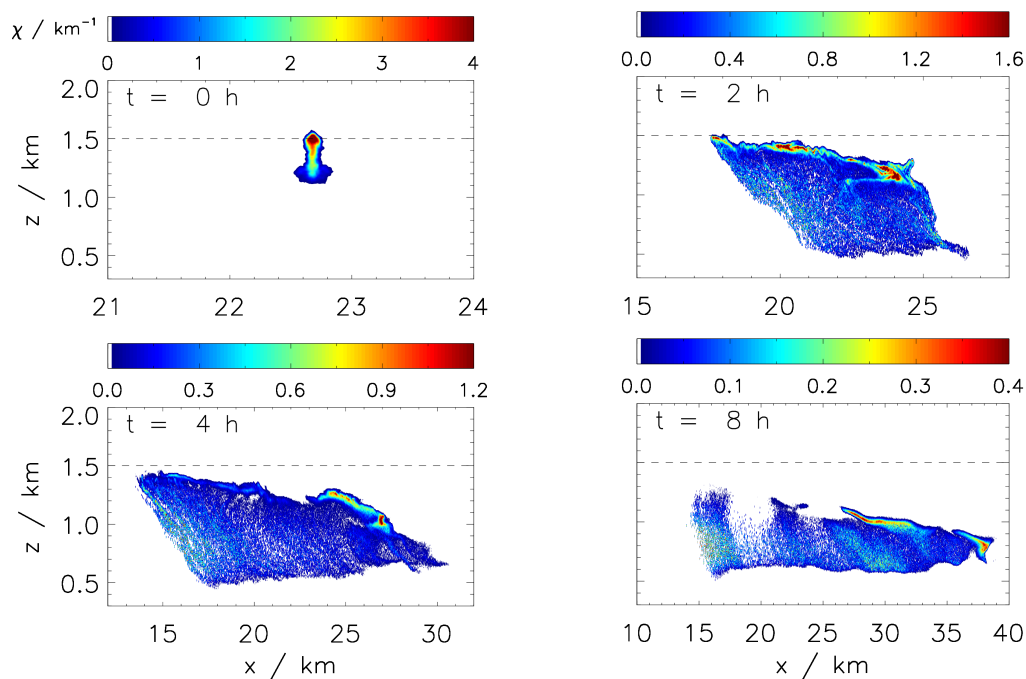 χ / km⁻¹
0 1 2 3 4
0.0 0.4 0.8 1.2 1.6
t = 0 h
2.0
1.5
1.0
0.5
z / km
21 22 23 24
t = 2 h
15 20 25
0.0 0.3 0.6 0.9 1.2
0.0 0.1 0.2 0.3 0.4
t = 4 h
2.0
1.5
1.0
0.5
z / km
15 20 25 30
x / km
t = 8 h
10 15 20 25 30 35 40
x / km